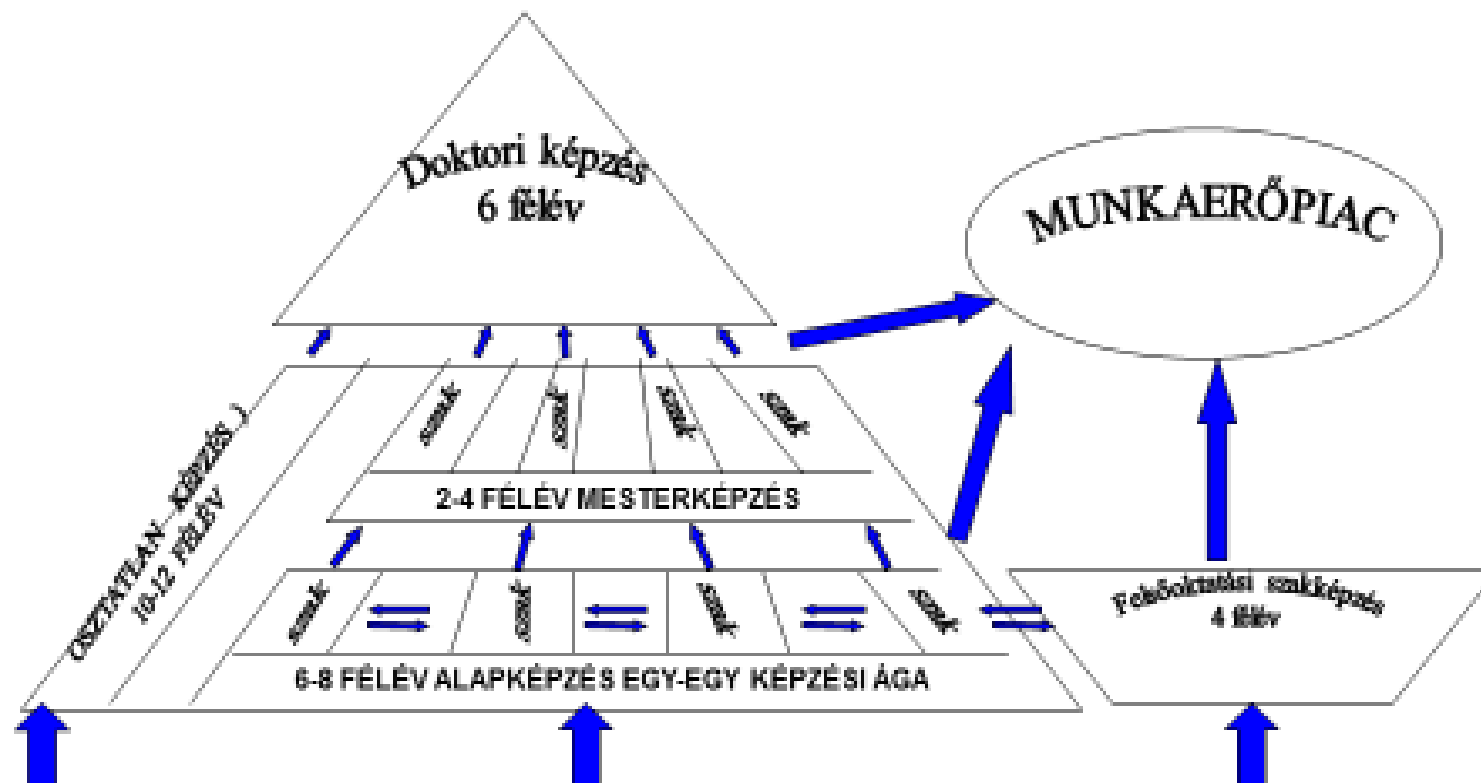 Doktori képzés
6 félév
MUNKAERŐPIAC
OSZTATLAN KÉPZÉS
10-12 FÉLÉV
szak
szak
szak
szak
2-4 FÉLÉV MESTERKÉPZÉS
szak
szak
szak
szak
6-8 FÉLÉV ALAPKÉPZÉS EGY-EGY KÉPZÉSI ÁGA
Felsőoktatási szakképzés
4 félév